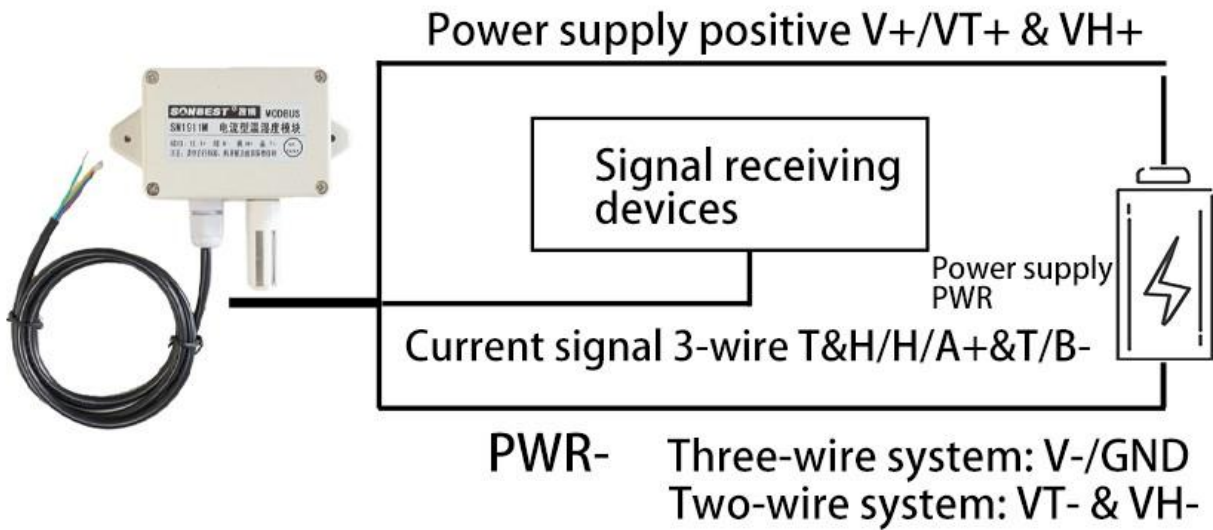 Power supply positive V+/VT+ & VH+
SONBEST® MODBUS
SM1911M 电流型温湿度模块
Signal receiving
devices
Power supply
PWR
Current signal 3-wire T&H/H/A+&T/B-
PWR-
Three-wire system: V-/GND
Two-wire system: VT- & VH-